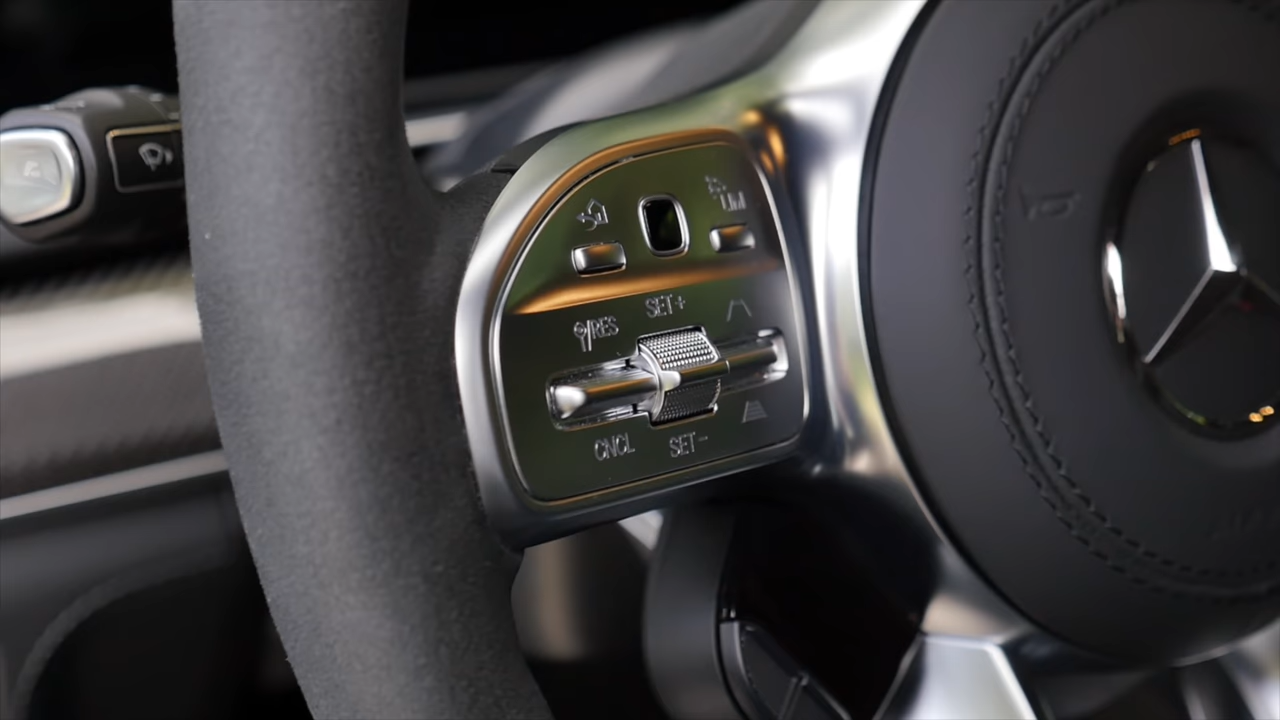 LIM
SET+
/RES
CNCL
SET-